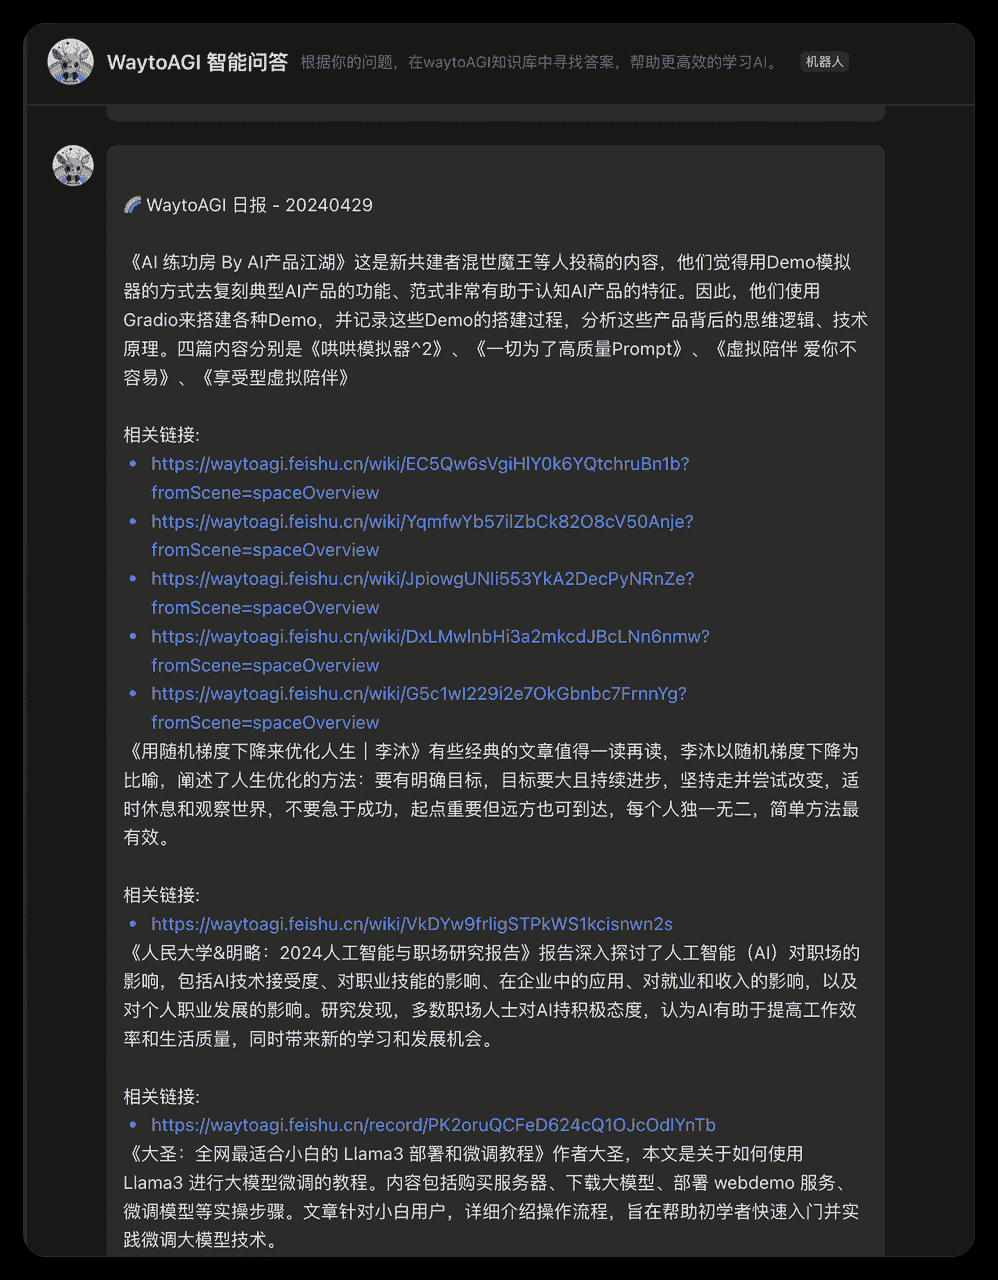 WaytoAGI 智能问答 根据你的问题，在waytoAGI知识库中寻找答案，帮助更高效的学习AI。 机器人
WaytoAGI 日报 - 20240429
《AI 练功房 By AI产品江湖》这是新共建者混世魔王等人投稿的内容，他们觉得用Demo模拟
器的方式去复刻典型AI产品的功能、范式非常有助于认知AI产品的特征。因此，他们使用
Gradio来搭建各种Demo，并记录这些Demo的搭建过程，分析这些产品背后的思维逻辑、技术
原理。四篇内容分别是《哄哄模拟器^2》、《一切为了高质量Prompt》、《虚拟陪伴 爱你不
容易》、《享受型虚拟陪伴》
相关链接:
https://waytoagi.feishu.cn/wiki/EC5Qw6sVgiHlY0k6YQtchruBn1b?
fromScene=spaceOverview
https://waytoagi.feishu.cn/wiki/YqmfwYb57ilZbCk82O8cV50Anje?
fromScene=spaceOverview
https://waytoagi.feishu.cn/wiki/JpiowgUNIi553YkA2DecPyNRnZe?
fromScene=spaceOverview
https://waytoagi.feishu.cn/wiki/DxLMwlnbHi3a2mkcdJBcLNn6nmw?
fromScene=spaceOverview
https://waytoagi.feishu.cn/wiki/G5c1wI229i2e7OkGbnbc7FrnnYg?
fromScene=spaceOverview
《用随机梯度下降来优化人生｜李沐》有些经典的文章值得一读再读，李沐以随机梯度下降为
比喻，阐述了人生优化的方法：要有明确目标，目标要大且持续进步，坚持走并尝试改变，适
时休息和观察世界，不要急于成功，起点重要但远方也可到达，每个人独一无二，简单方法最
有效。
相关链接:
https://waytoagi.feishu.cn/wiki/VkDYw9frligSTPkWS1kcisnwn2s
《人民大学&明略：2024人工智能与职场研究报告》报告深入探讨了人工智能（AI）对职场的
影响，包括AI技术接受度、对职业技能的影响、在企业中的应用、对就业和收入的影响，以及
对个人职业发展的影响。研究发现，多数职场人士对AI持积极态度，认为AI有助于提高工作效
率和生活质量，同时带来新的学习和发展机会。
相关链接:
https://waytoagi.feishu.cn/record/PK2oruQCFeD624cQ1OJcOdlYnTb
《大圣：全网最适合小白的 Llama3 部署和微调教程》作者大圣，本文是关于如何使用
Llama3 进行大模型微调的教程。内容包括购买服务器、下载大模型、部署 webdemo 服务、
微调模型等实操步骤。文章针对小白用户，详细介绍操作流程，旨在帮助初学者快速入门并实
践微调大模型技术。